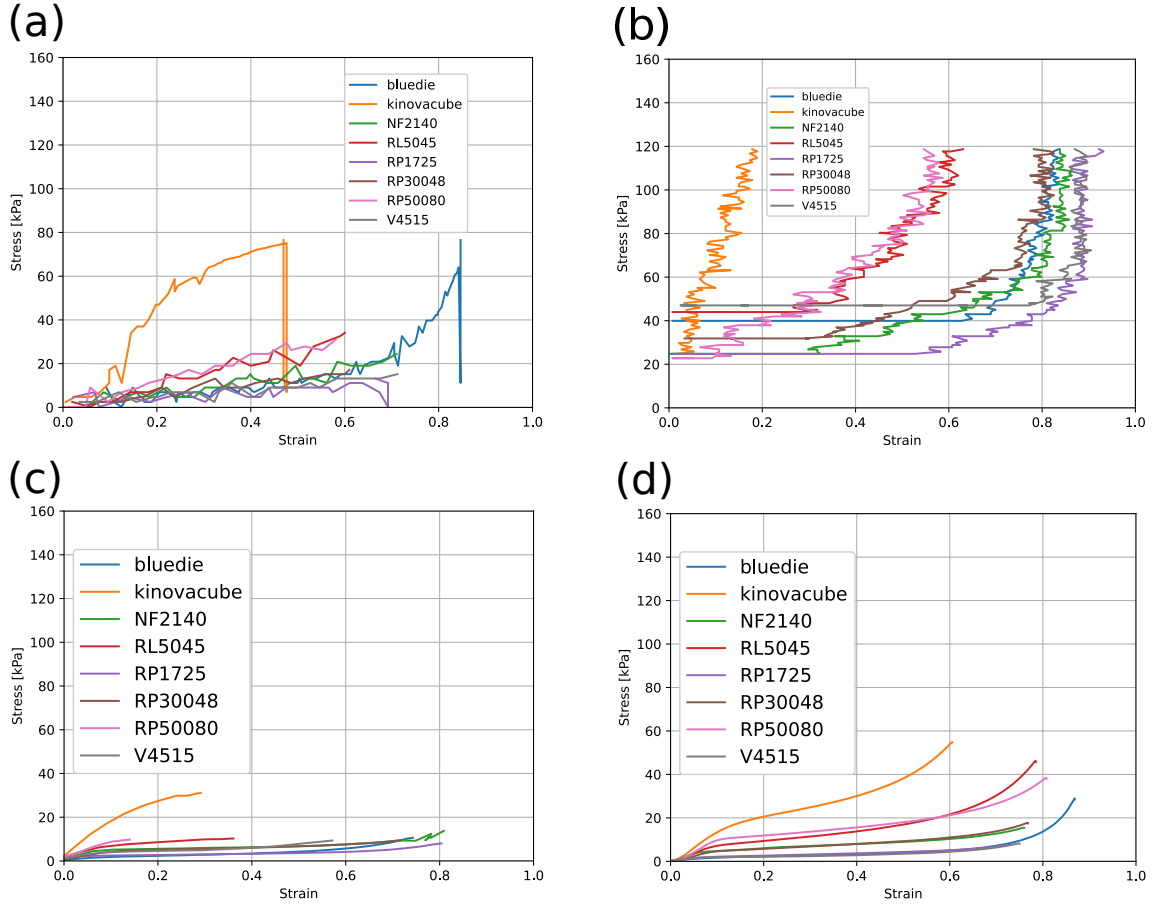 (a)
160
140
120
100
80
60
40
20
0
Stress [kPa]
bluedie
kinovacube
NF2140
RL5045
RP1725
RP30048
RP50080
V4515
0.0 0.2 0.4 0.6 0.8 1.0
Strain
(b)
160
140
120
100
80
60
40
20
0
Stress [kPa]
bluedie
kinovacube
NF2140
RL5045
RP1725
RP30048
RP50080
V4515
0.0 0.2 0.4 0.6 0.8 1.0
Strain
(c)
160
140
120
100
80
60
40
20
0
Stress [kPa]
bluedie
kinovacube
NF2140
RL5045
RP1725
RP30048
RP50080
V4515
0.0 0.2 0.4 0.6 0.8 1.0
Strain
(d)
160
140
120
100
80
60
40
20
0
Stress [kPa]
bluedie
kinovacube
NF2140
RL5045
RP1725
RP30048
RP50080
V4515
0.0 0.2 0.4 0.6 0.8 1.0
Strain